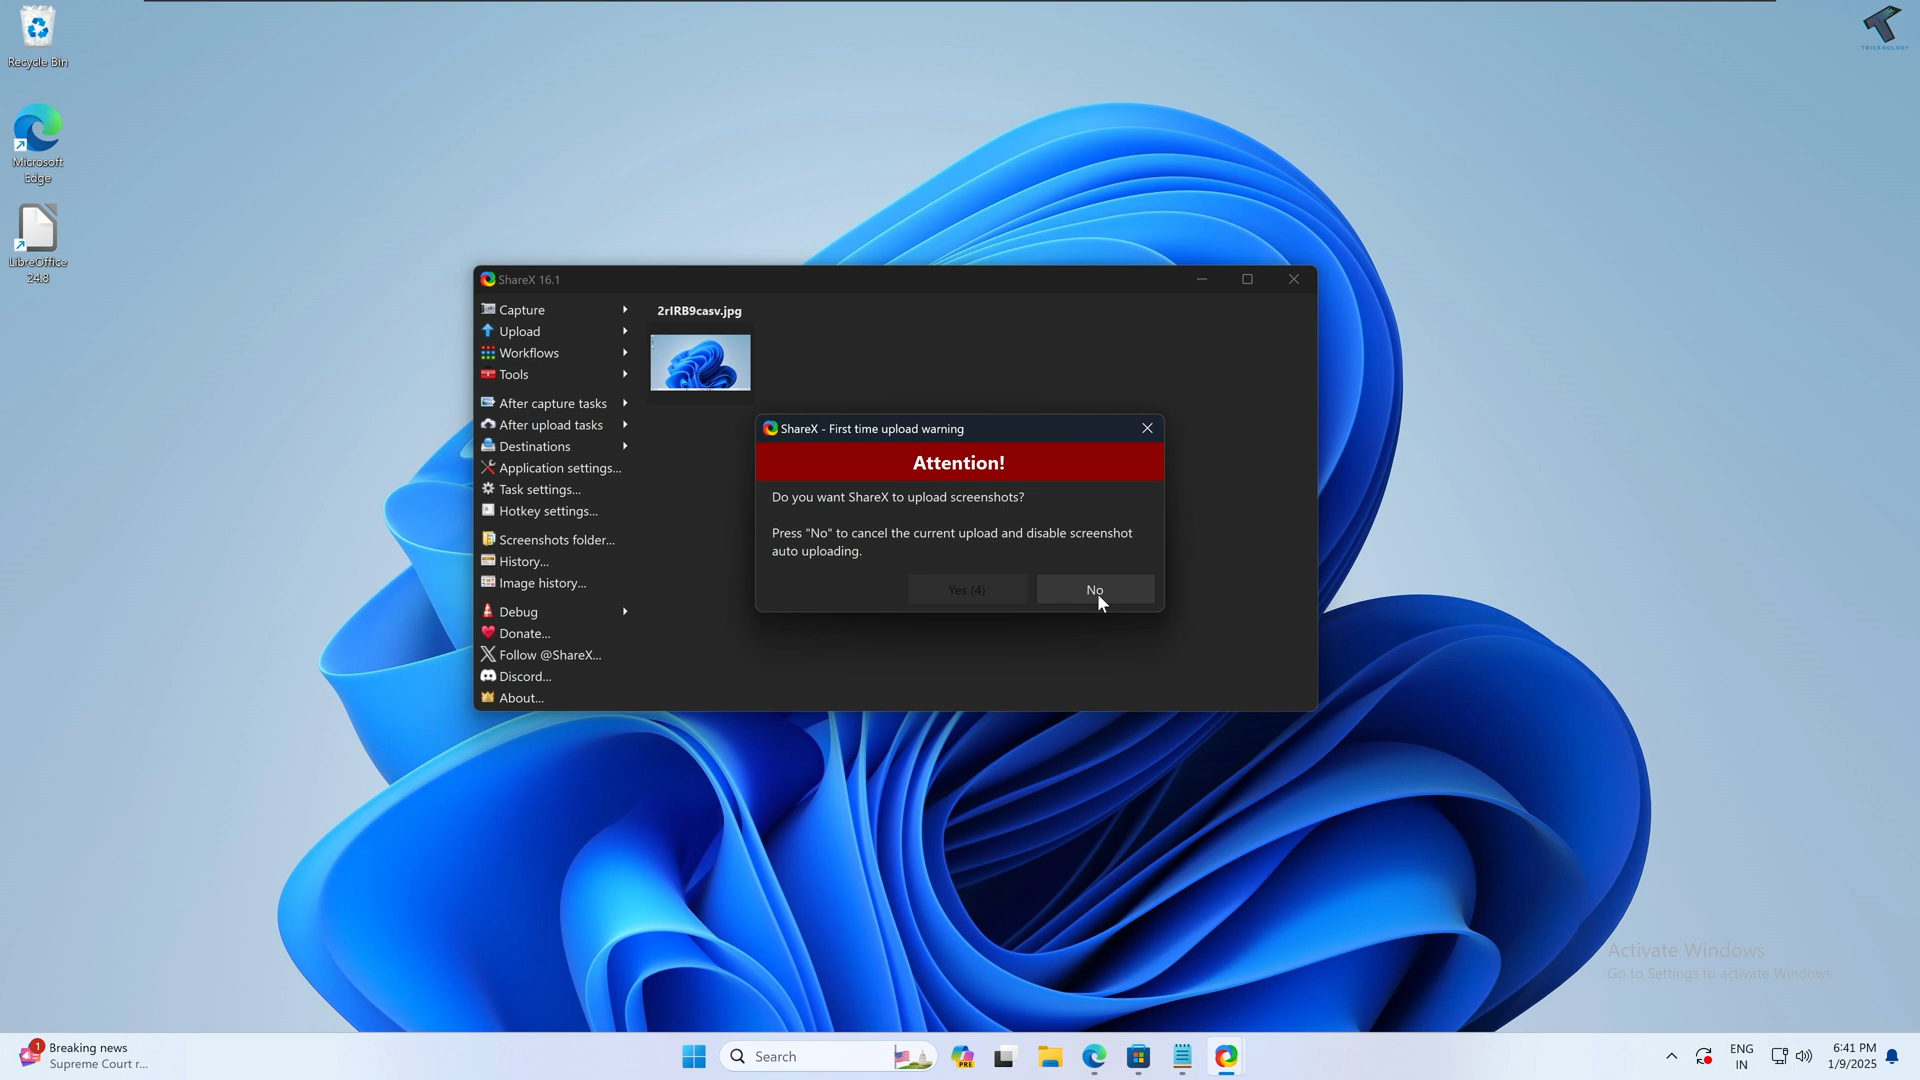 Recycle Bin
Microsoft
Edge
LibreOffice
24.8
TRICKNOLOGY
ShareX 16.1
Capture
Upload
Workflows
Tools
After capture tasks
After upload tasks
Destinations
Application settings...
Task settings...
Hotkey settings...
Screenshots folder...
History...
Image history...
Debug
Donate...
Follow @ShareX...
Discord...
About...
2rIRB9casv.jpg
ShareX - First time upload warning
Attention!
Do you want ShareX to upload screenshots?
Press "No" to cancel the current upload and disable screenshot
auto uploading.
Yes (4)
No
Activate Windows
Go to Settings to activate Windows.
1
Breaking news
Supreme Court r...
Search
PRE
ENG
IN
6:41 PM
1/9/2025